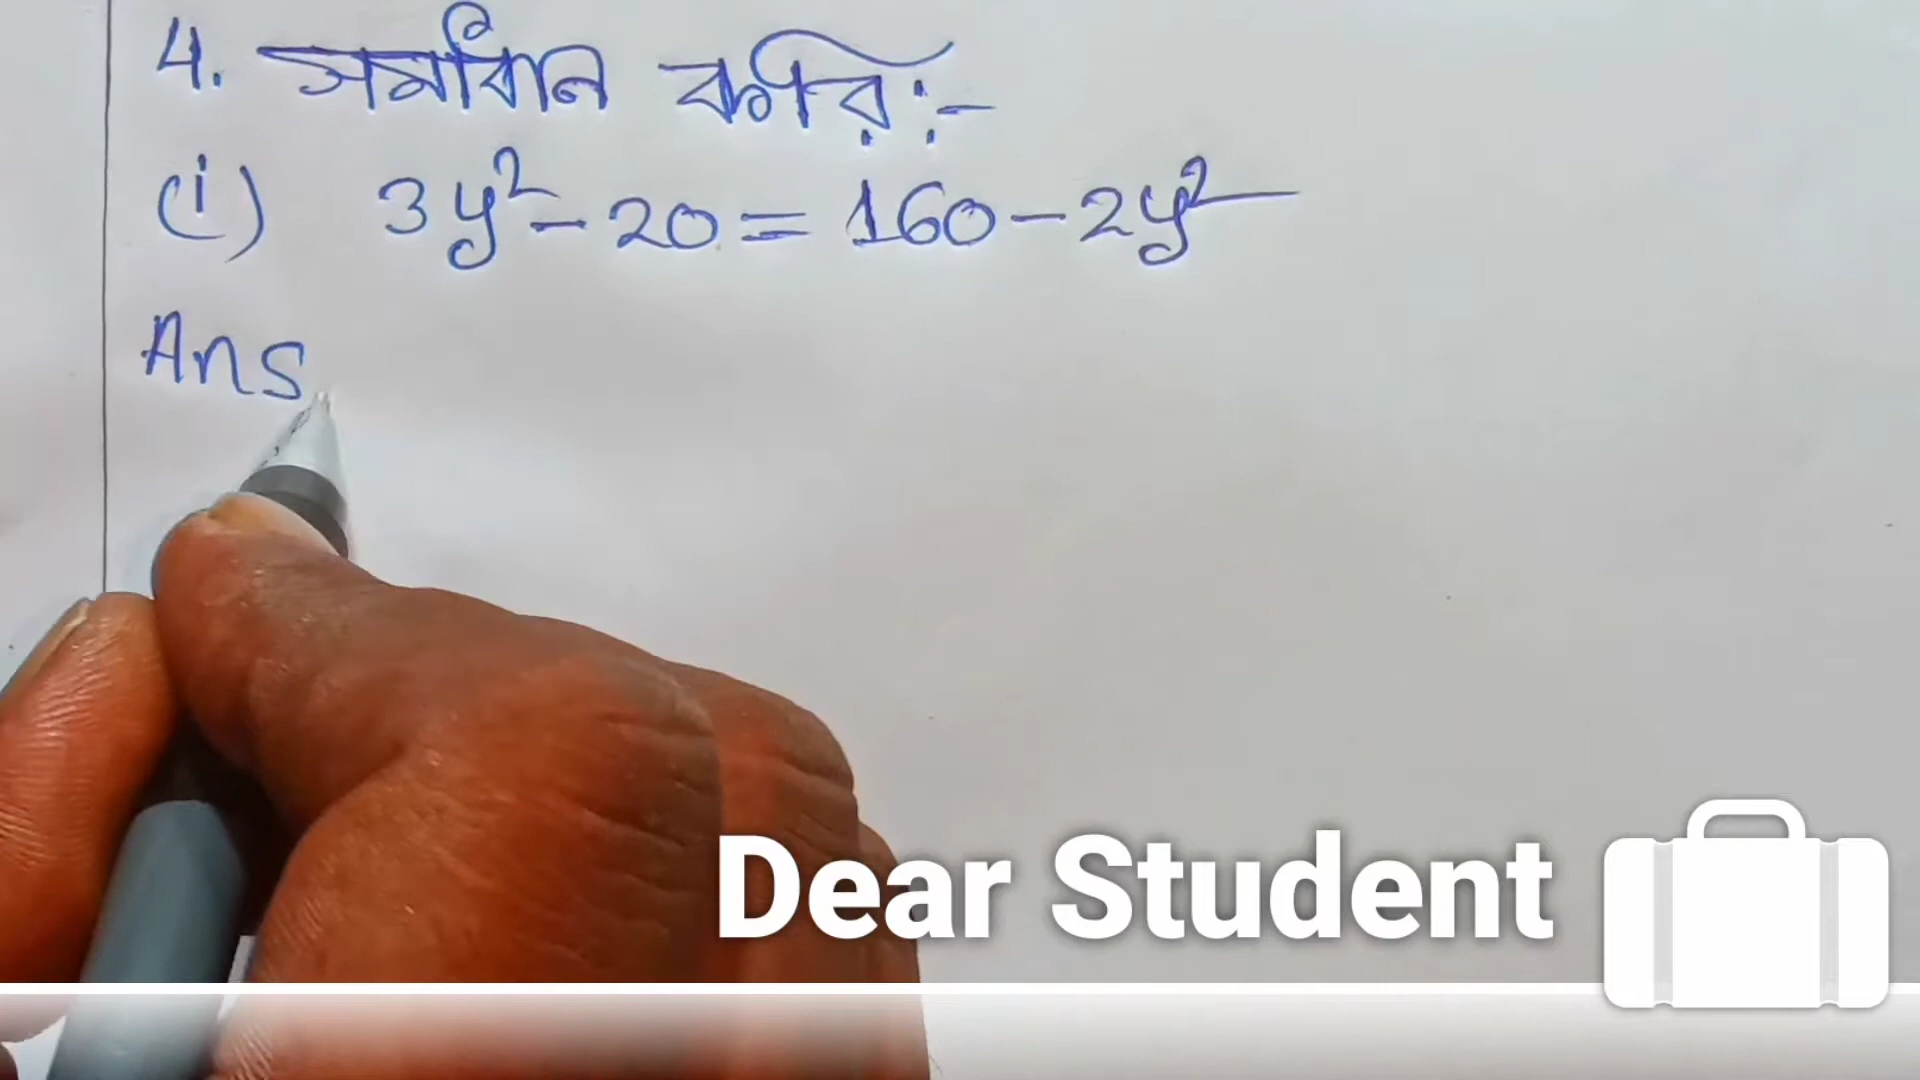 4. সমাধান করি:-
(i) 3y² - 20 = 160 - 2y²
Ans
Dear Student